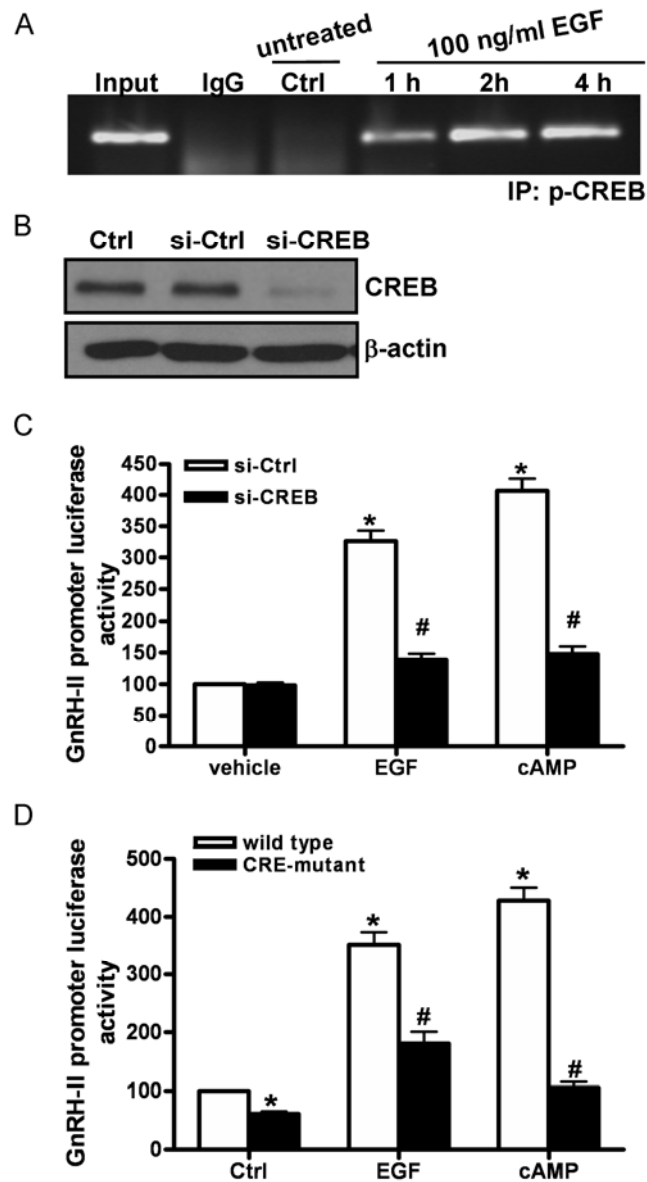 A
untreated
100 ng/ml EGF
Input IgG Ctrl 1 h 2h 4 h
IP: p-CREB
B
Ctrl si-Ctrl si-CREB
CREB
β-actin
C
GnRH-II promoter luciferase
activity
450
400
350
300
250
200
150
100
50
0
si-Ctrl
si-CREB
*
#
*
#
vehicle EGF cAMP
D
GnRH-II promoter luciferase
activity
500
400
300
200
100
0
wild type
CRE-mutant
*
*
#
*
#
Ctrl EGF cAMP